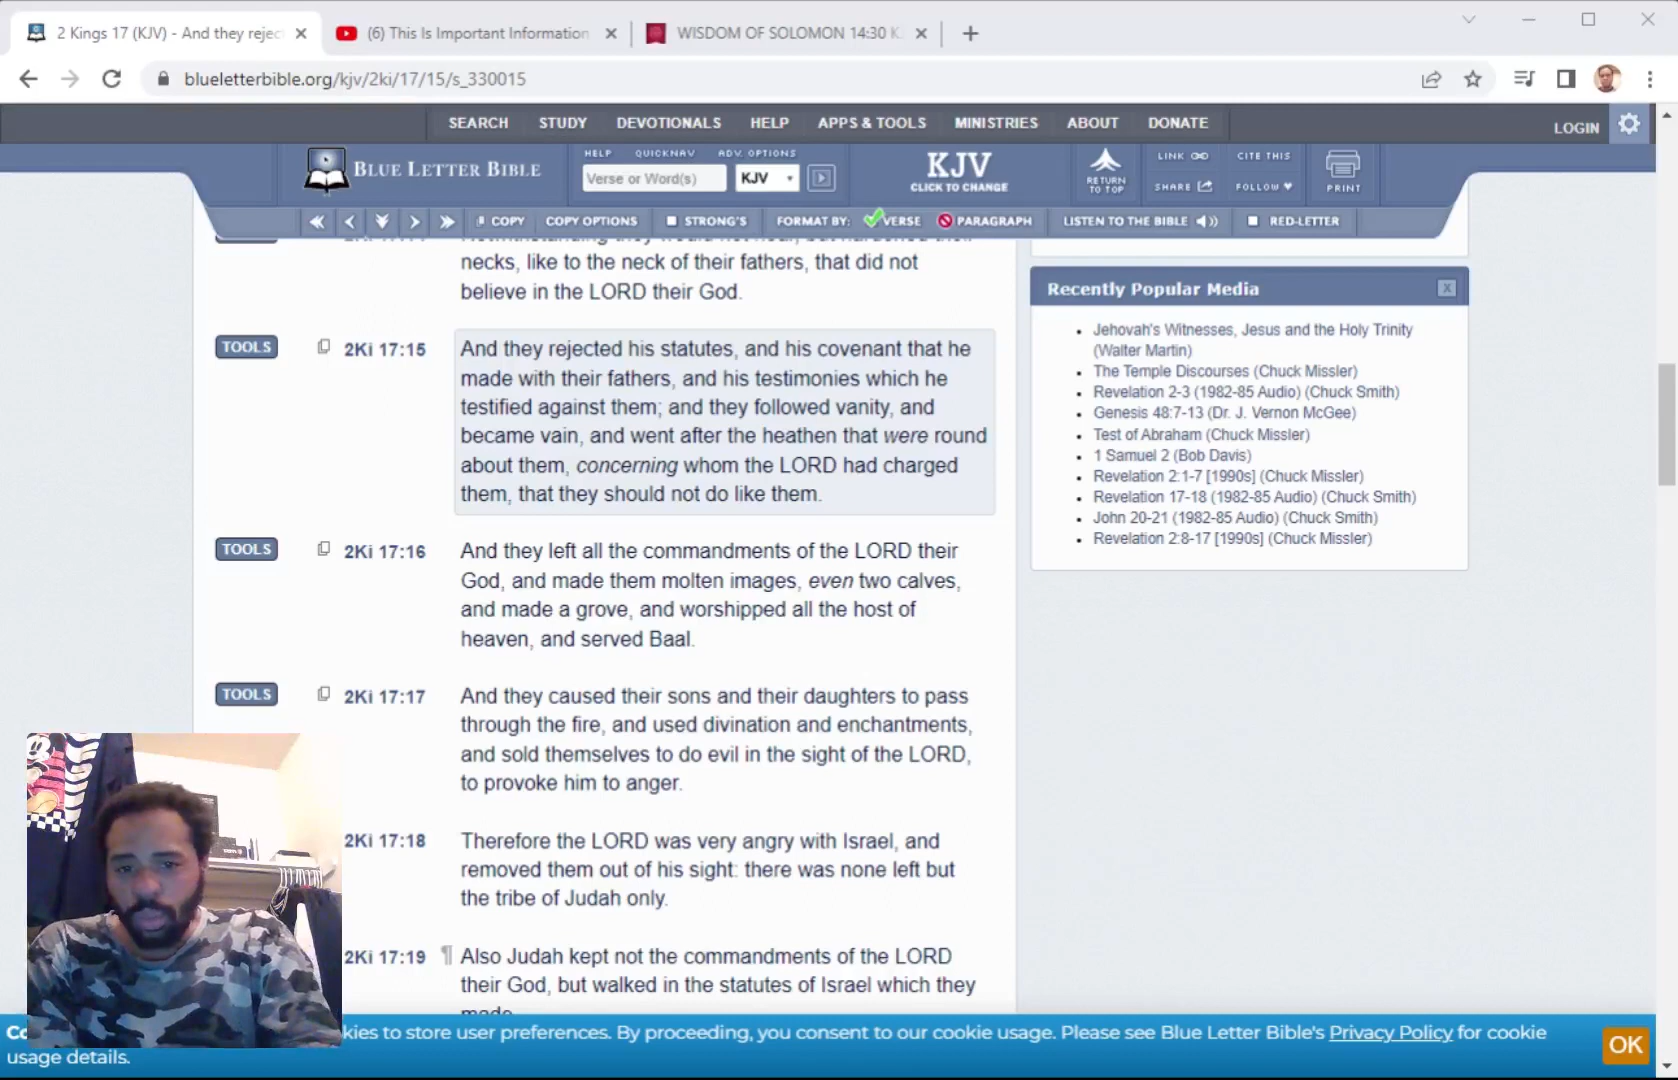 2 Kings 17 (KJV) - And they rejec
(6) This Is Important Information
WISDOM OF SOLOMON 14:30 K
blueletterbible.org/kjv/2ki/17/15/s_330015
SEARCH STUDY DEVOTIONALS HELP APPS & TOOLS MINISTRIES ABOUT DONATE LOGIN
BLUE LETTER BIBLE
HELP QUICKNAV ADV. OPTIONS
Verse or Word(s) KJV
KJV
CLICK TO CHANGE
RETURN
TO TOP
LINK CITE THIS
SHARE FOLLOW
PRINT
COPY COPY OPTIONS STRONG'S FORMAT BY: VERSE PARAGRAPH LISTEN TO THE BIBLE RED-LETTER
necks, like to the neck of their fathers, that did not
believe in the LORD their God.
TOOLS 2Ki 17:15 And they rejected his statutes, and his covenant that he
made with their fathers, and his testimonies which he
testified against them; and they followed vanity, and
became vain, and went after the heathen that were round
about them, concerning whom the LORD had charged
them, that they should not do like them.
TOOLS 2Ki 17:16 And they left all the commandments of the LORD their
God, and made them molten images, even two calves,
and made a grove, and worshipped all the host of
heaven, and served Baal.
TOOLS 2Ki 17:17 And they caused their sons and their daughters to pass
through the fire, and used divination and enchantments,
and sold themselves to do evil in the sight of the LORD,
to provoke him to anger.
2Ki 17:18 Therefore the LORD was very angry with Israel, and
removed them out of his sight: there was none left but
the tribe of Judah only.
2Ki 17:19 ¶ Also Judah kept not the commandments of the LORD
their God, but walked in the statutes of Israel which they
made.
Recently Popular Media
Jehovah's Witnesses, Jesus and the Holy Trinity
(Walter Martin)
The Temple Discourses (Chuck Missler)
Revelation 2-3 (1982-85 Audio) (Chuck Smith)
Genesis 48:7-13 (Dr. J. Vernon McGee)
Test of Abraham (Chuck Missler)
1 Samuel 2 (Bob Davis)
Revelation 2:1-7 [1990s] (Chuck Missler)
Revelation 17-18 (1982-85 Audio) (Chuck Smith)
John 20-21 (1982-85 Audio) (Chuck Smith)
Revelation 2:8-17 [1990s] (Chuck Missler)
Co
kies to store user preferences. By proceeding, you consent to our cookie usage. Please see Blue Letter Bible's Privacy Policy for cookie
usage details.
OK